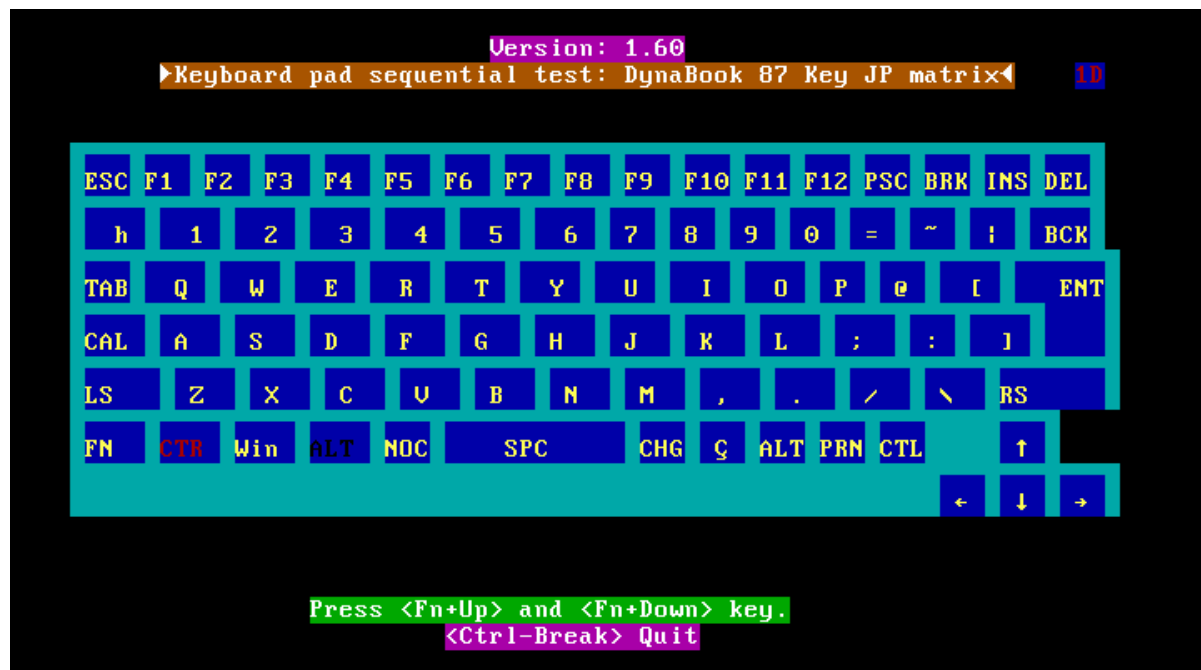 Version: 1.60
►Keyboard pad sequential test: DynaBook 87 Key JP matrix◄ 1D
ESC F1 F2 F3 F4 F5 F6 F7 F8 F9 F10 F11 F12 PSC BRK INS DEL
h 1 2 3 4 5 6 7 8 9 0 = ~ ¦ BCK
TAB Q W E R T Y U I O P @ [ ENT
CAL A S D F G H J K L ; : ]
LS Z X C V B N M , . / \ RS
FN CTR Win ALT NOC SPC CHG Ç ALT PRN CTL ↑
← ↓ →
Press <Fn+Up> and <Fn+Down> key.
<Ctrl-Break> Quit